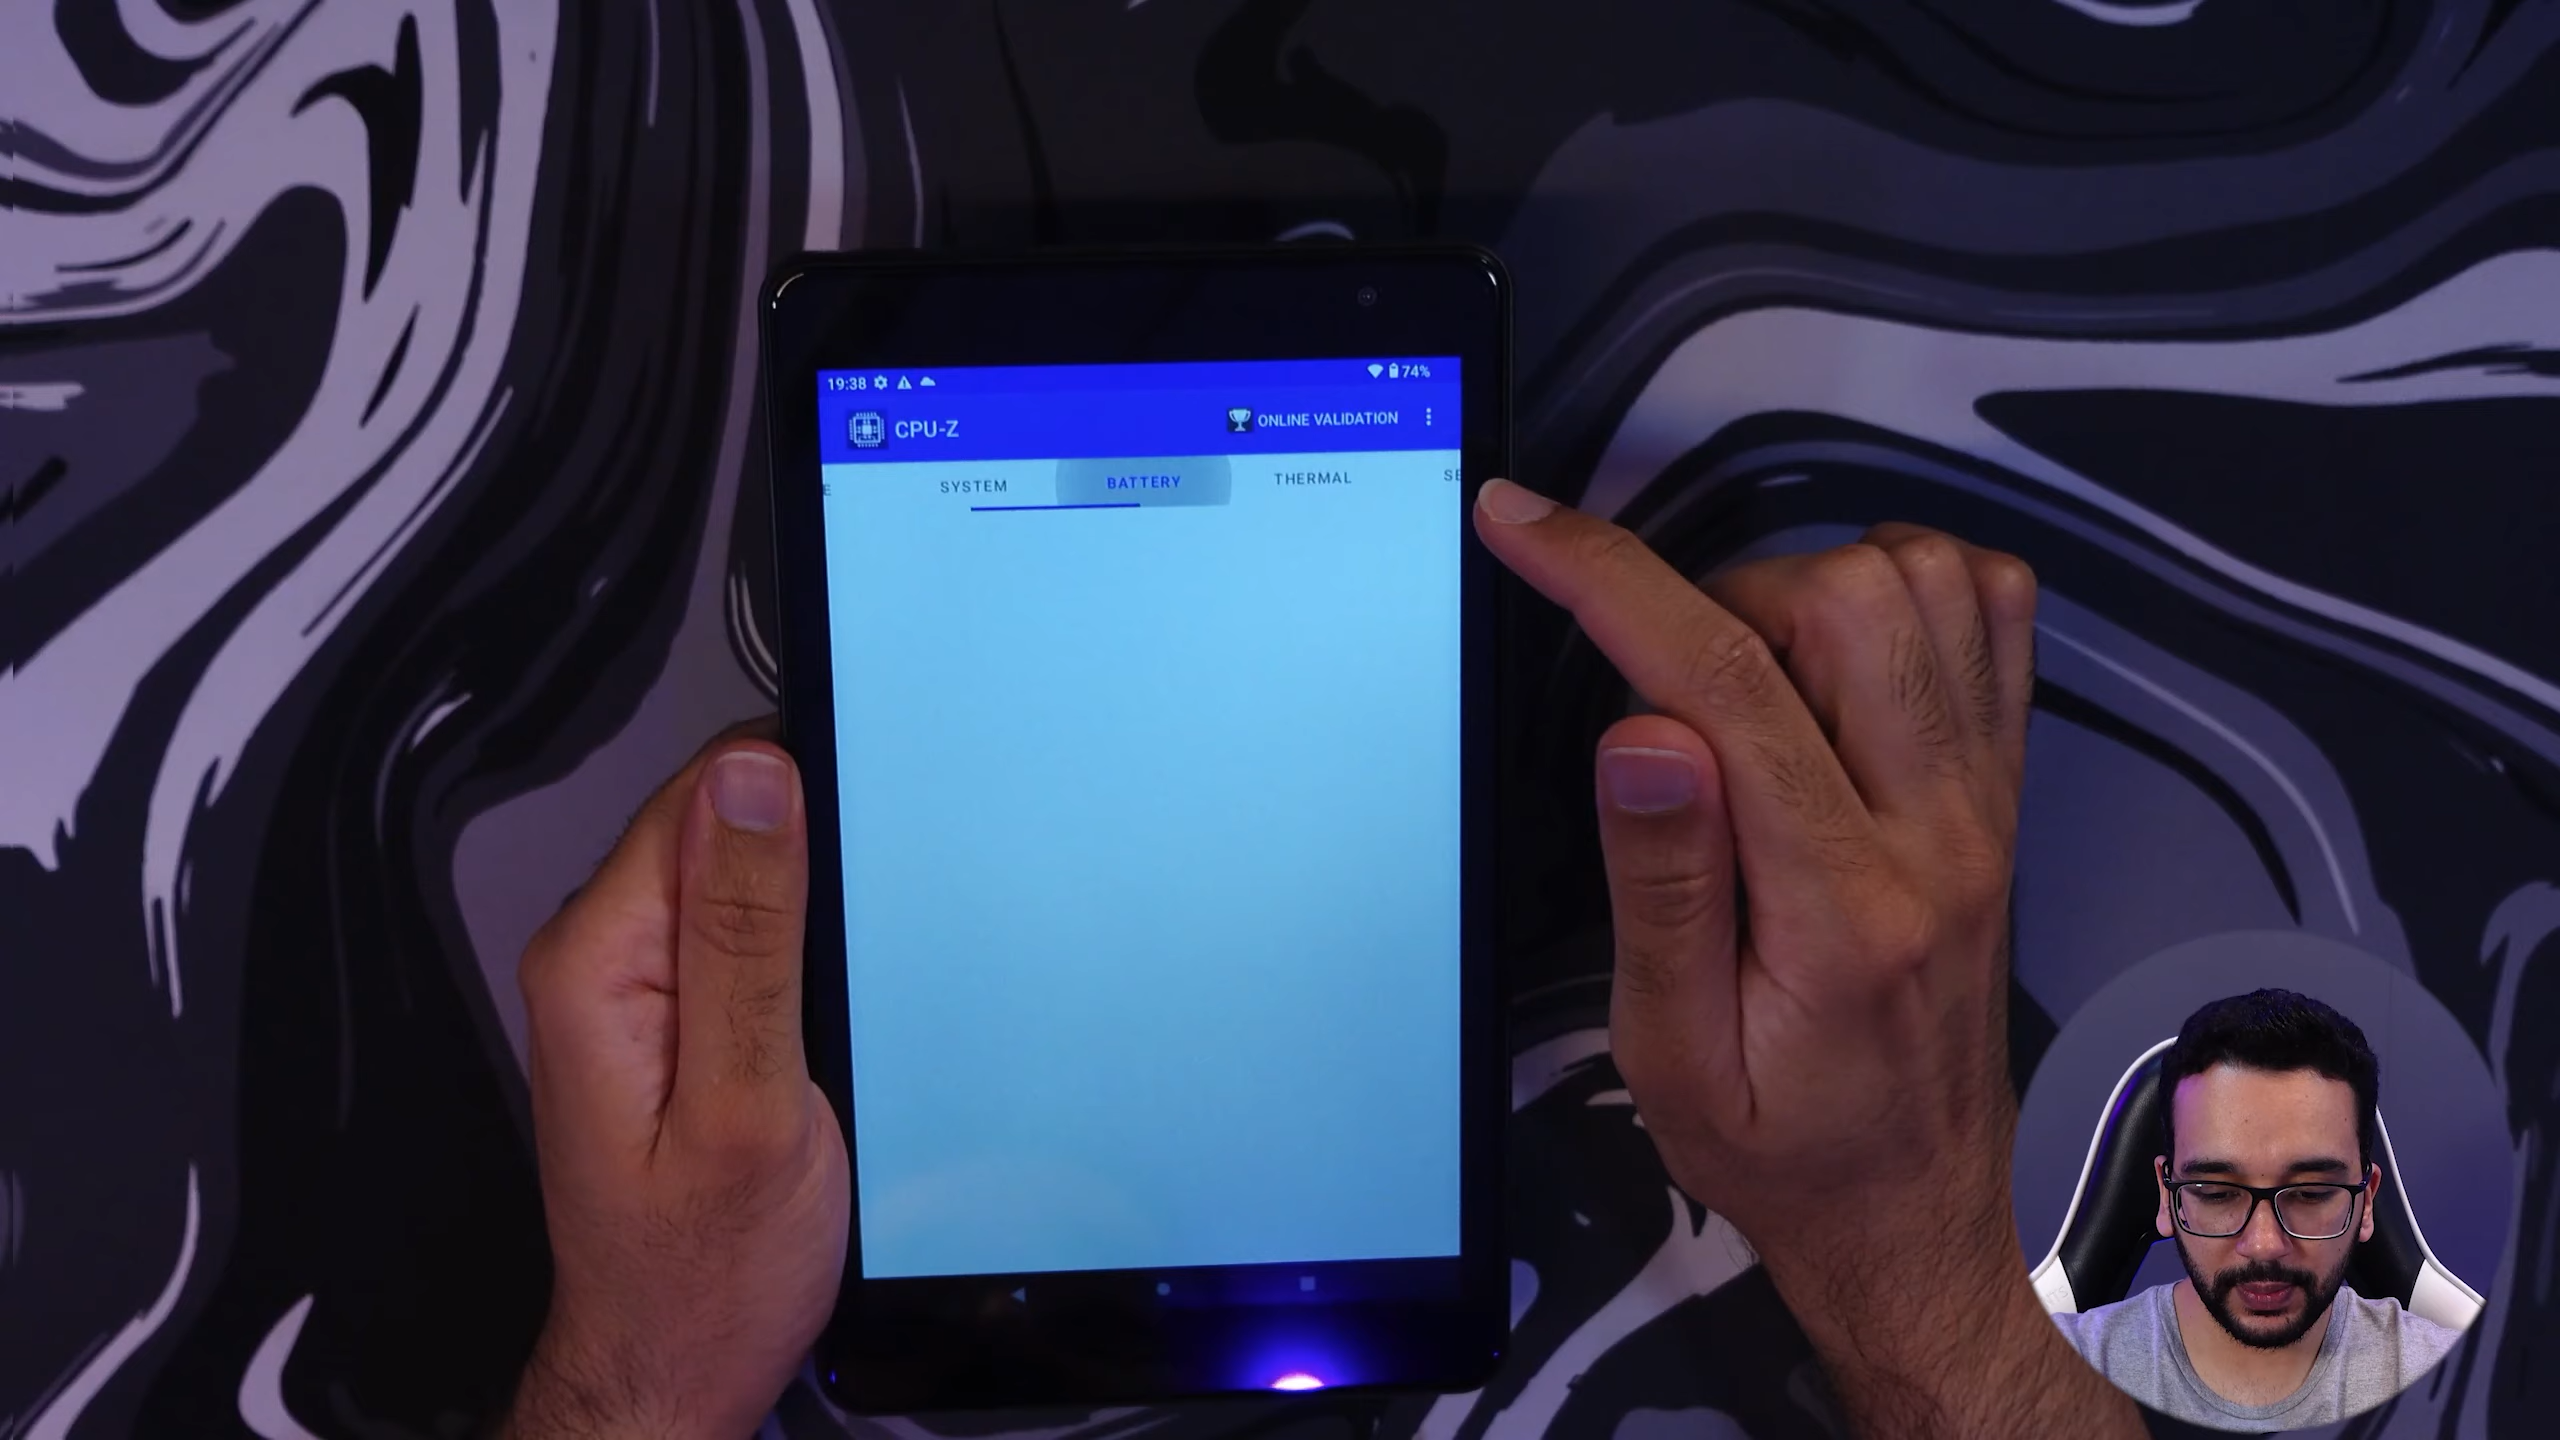 19:38 74%
CPU-Z ONLINE VALIDATION
SYSTEM BATTERY THERMAL